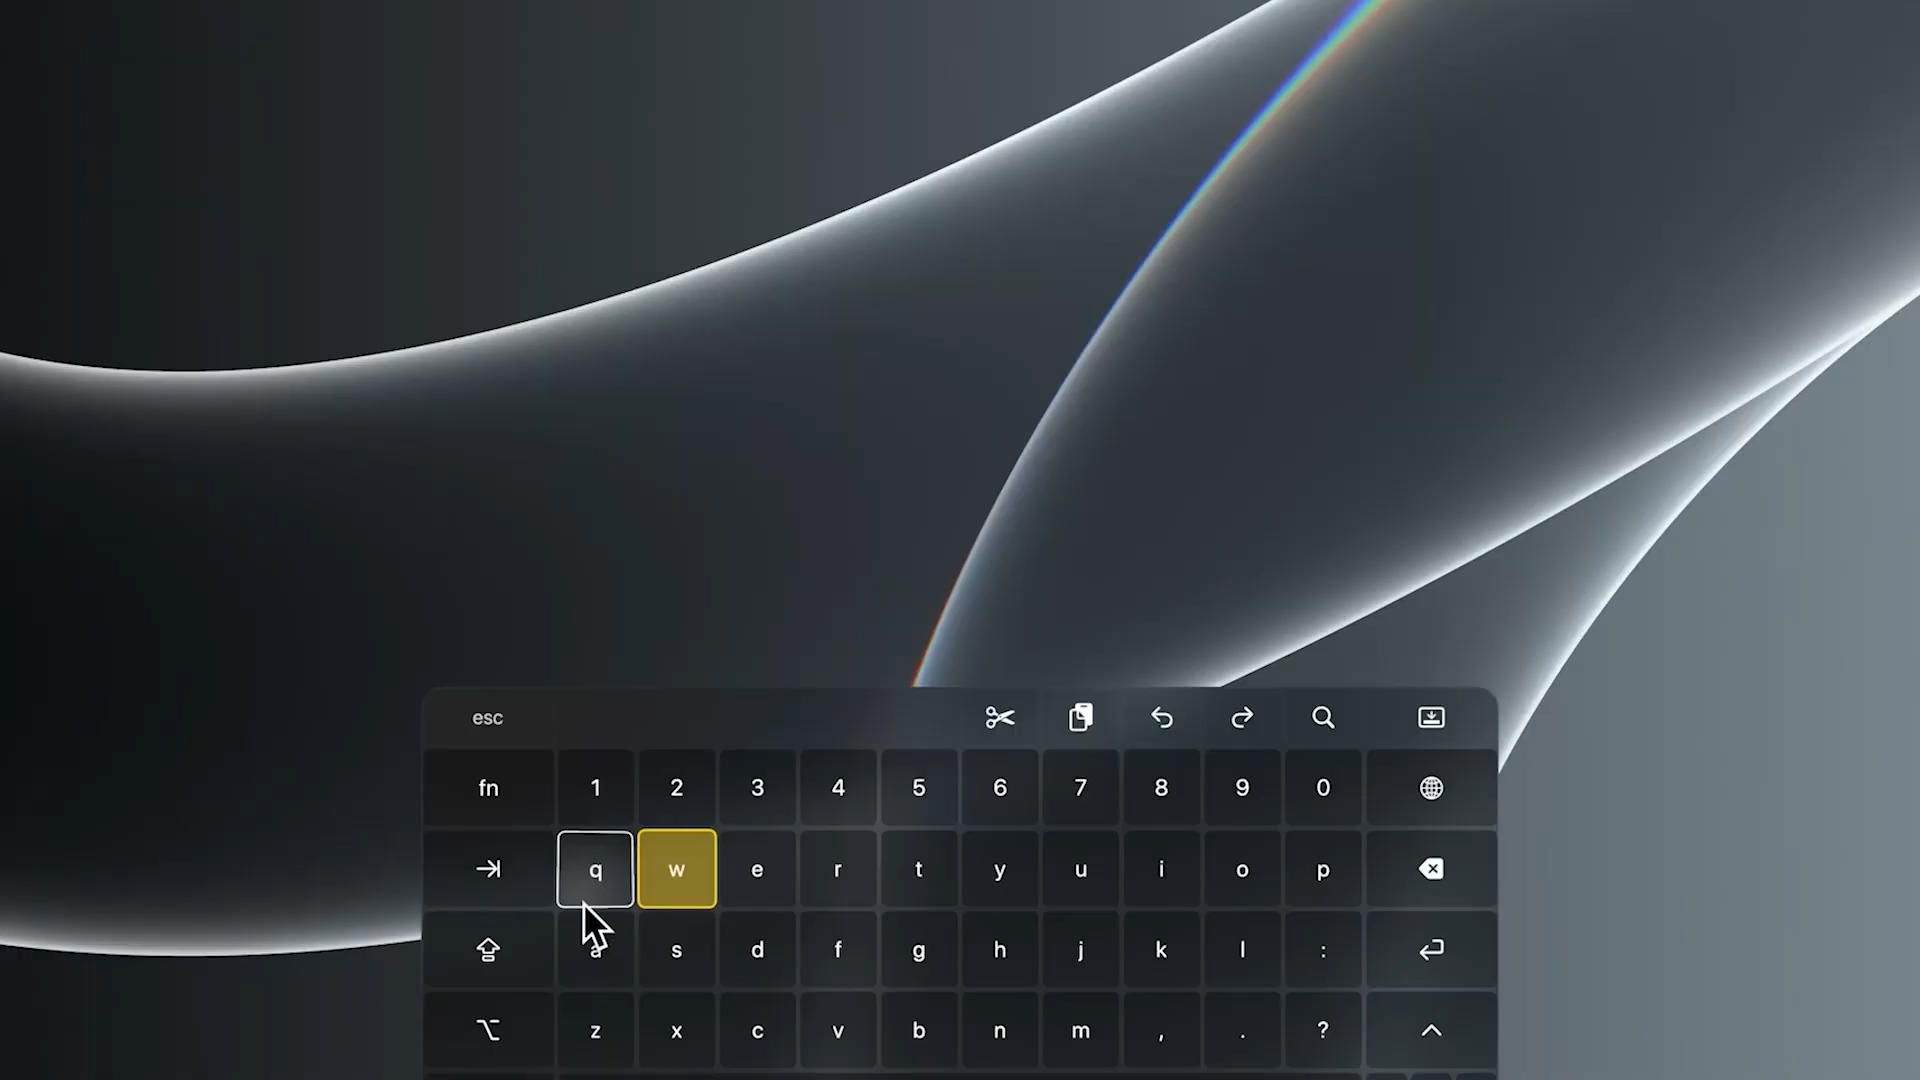 esc
fn 1 2 3 4 5 6 7 8 9 0
q w e r t y u i o p
a s d f g h j k l :
z x c v b n m , . ?